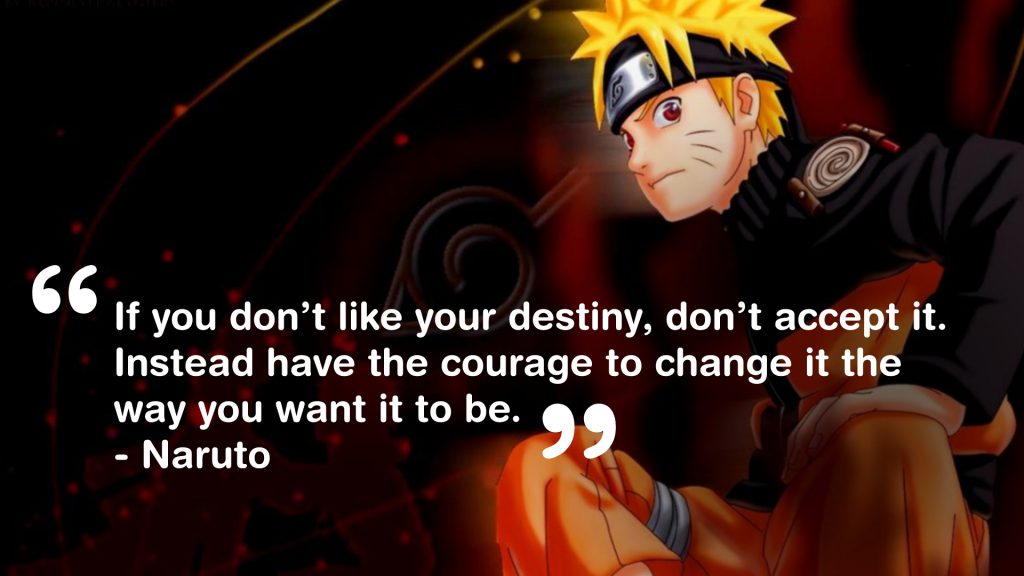 “
If you don’t like your destiny, don’t accept it.
Instead have the courage to change it the
way you want it to be.
”
- Naruto